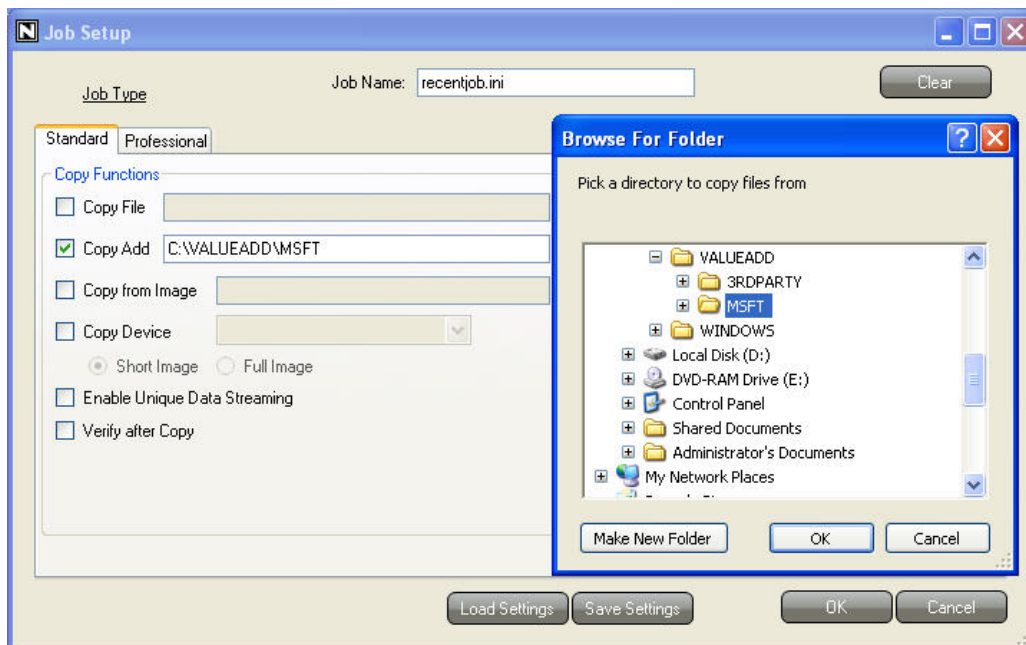 N Job Setup
Job Type
Job Name: recentjob.ini
Clear
Standard Professional
Copy Functions
Copy File
Copy Add C:\VALUEADD\MSFT
Copy from Image
Copy Device
Short Image Full Image
Enable Unique Data Streaming
Verify after Copy
Browse For Folder
Pick a directory to copy files from
VALUEADD
3RDPARTY
MSFT
WINDOWS
Local Disk (D:)
DVD-RAM Drive (E:)
Control Panel
Shared Documents
Administrator's Documents
My Network Places
Make New Folder OK Cancel
Load Settings Save Settings OK Cancel